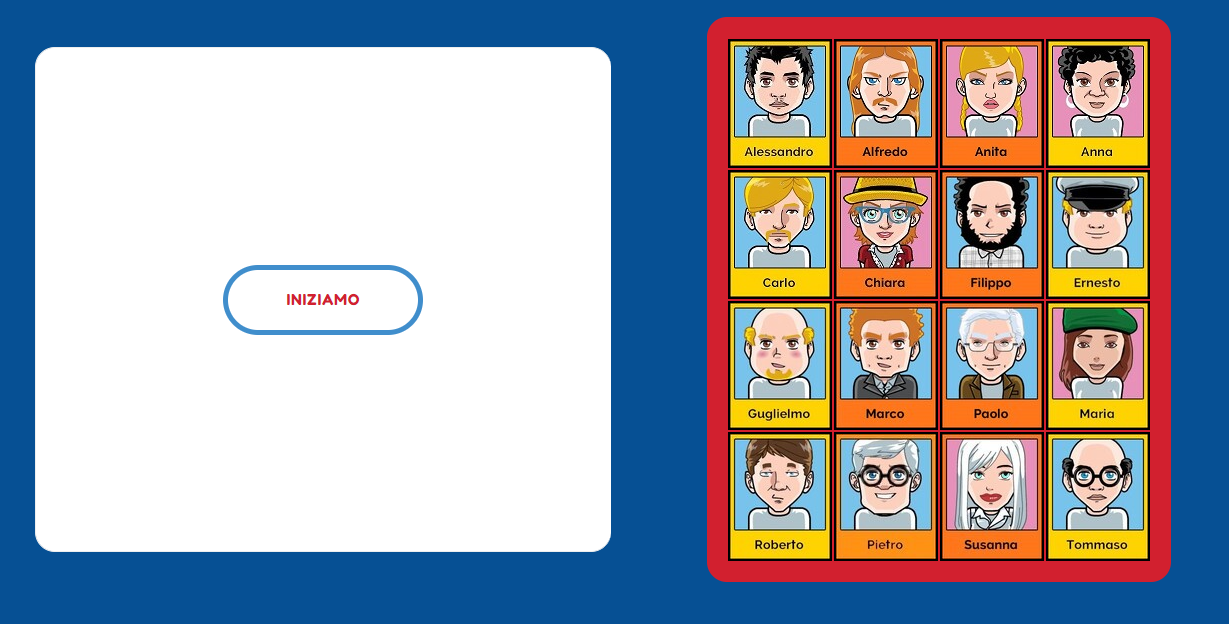 INIZIAMO
Alessandro
Alfredo
Anita
Anna
Carlo
Chiara
Filippo
Ernesto
Guglielmo
Marco
Paolo
Maria
Roberto
Pietro
Susanna
Tommaso